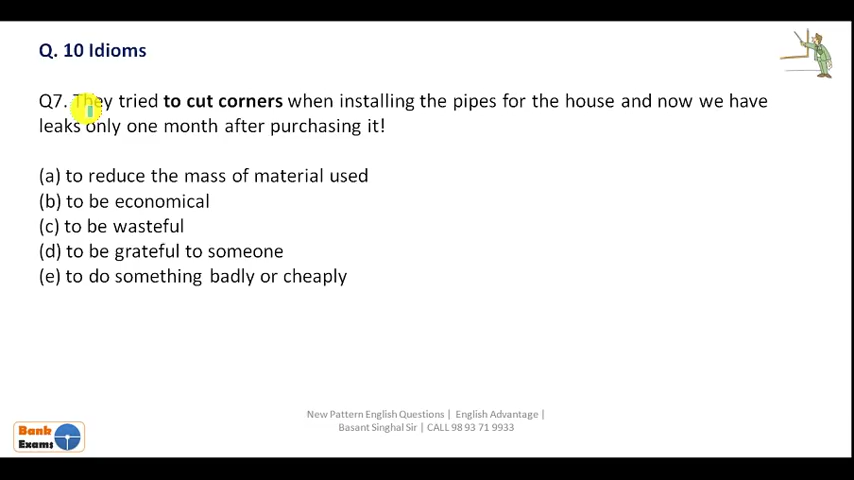 Q. 10 Idioms
Q7. They tried to cut corners when installing the pipes for the house and now we have
leaks only one month after purchasing it!
(a) to reduce the mass of material used
(b) to be economical
(c) to be wasteful
(d) to be grateful to someone
(e) to do something badly or cheaply
New Pattern English Questions | English Advantage |
Basant Singhal Sir | CALL 98 93 71 9933
Bank
Exams